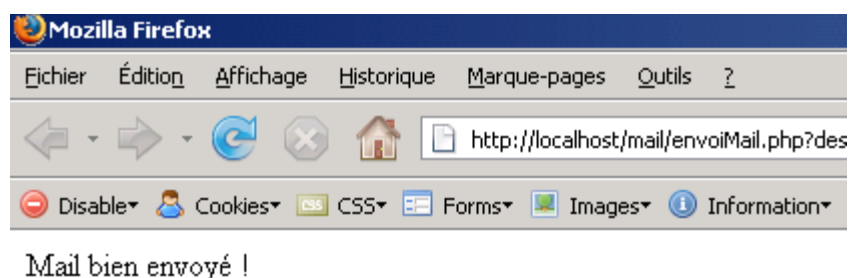 Mozilla Firefox
Fichier Édition Affichage Historique Marque-pages Outils ?
http://localhost/mail/envoiMail.php?des
Disable Cookies CSS CSS Forms Images Information
Mail bien envoyé !